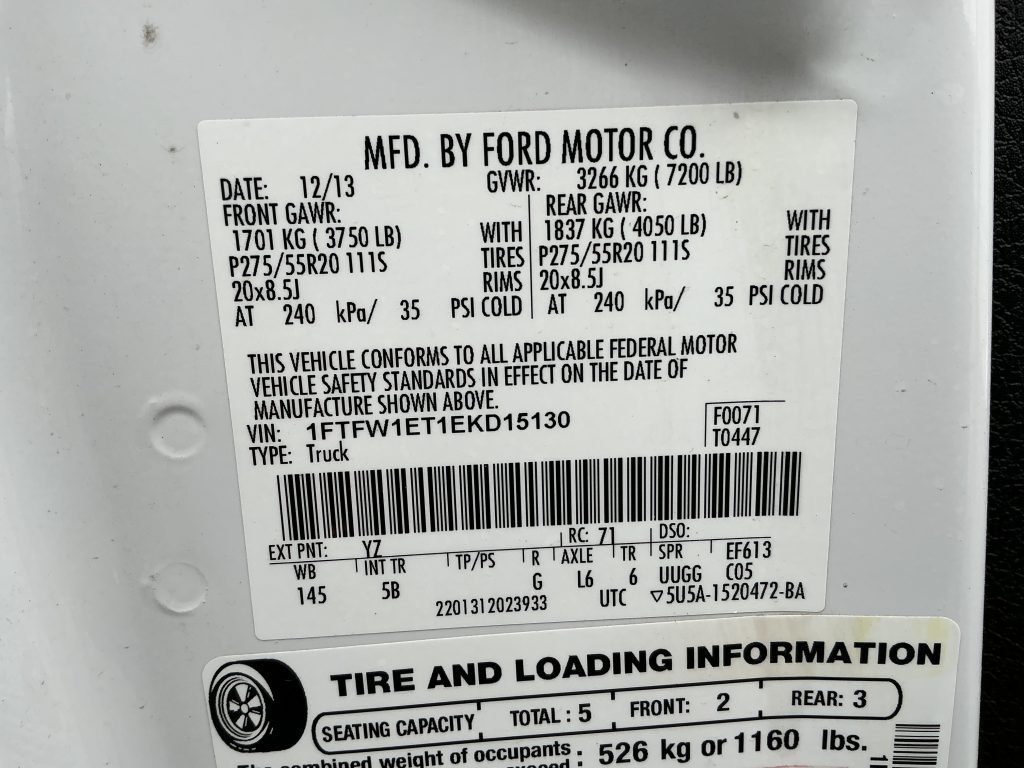 MFD. BY FORD MOTOR CO.
DATE: 12/13 GVWR: 3266 KG ( 7200 LB)
FRONT GAWR: REAR GAWR:
1701 KG ( 3750 LB) WITH 1837 KG ( 4050 LB) WITH
P275/55R20 111S TIRES P275/55R20 111S TIRES
20x8.5J RIMS 20x8.5J RIMS
AT 240 kPa/ 35 PSI COLD AT 240 kPa/ 35 PSI COLD
THIS VEHICLE CONFORMS TO ALL APPLICABLE FEDERAL MOTOR
VEHICLE SAFETY STANDARDS IN EFFECT ON THE DATE OF
MANUFACTURE SHOWN ABOVE.
VIN: 1FTFW1ET1EKD15130 F0071
TYPE: Truck T0447
EXT PNT: YZ RC: 71 DSO:
WB INT TR TP/PS R AXLE TR SPR EF613
145 5B G L6 6 UUGG C05
2201312023933 UTC ▽5U5A-1520472-BA
TIRE AND LOADING INFORMATION
SEATING CAPACITY TOTAL : 5 FRONT: 2 REAR: 3
The combined weight of occupants : 526 kg or 1160 lbs.